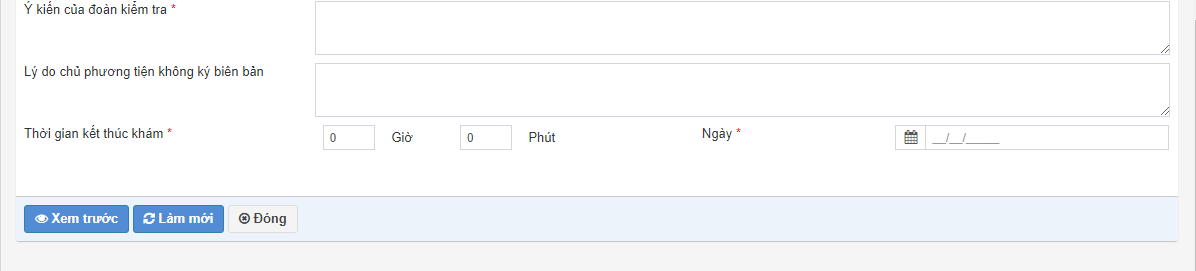 Ý kiến của đoàn kiểm tra *
Lý do chủ phương tiện không ký biên bản
Thời gian kết thúc khám * 0 Giờ 0 Phút Ngày * __/__/_____
Xem trước Làm mới Đóng